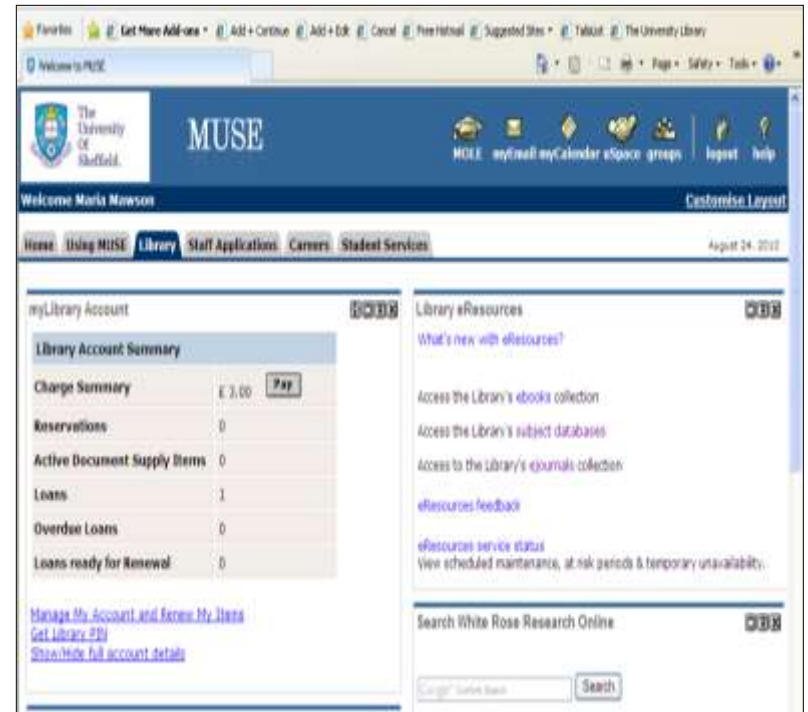 Favorites Get More Add-ons Add + Continue Add + Edit Cancel Free Hotmail Suggested Sites The University Library
Welcome to MUSE Page Safety Tools
The
University
Of
Sheffield.
MUSE
MOLE myEmail myCalendar eSpace groups logout help
Welcome Maria Mawson Customise Layout
Home Using MUSE Library Staff Applications Careers Student Services August 24, 2010
myLibrary Account
Library Account Summary
Charge Summary £ 3.00 Pay
Reservations 0
Active Document Supply Items 0
Loans 1
Overdue Loans 0
Loans ready for Renewal 0
Manage My Account and Renew My Items
Get Library PIN
Show/Hide full account details
Library eResources
What's new with eResources?
Access the Library's ebooks collection
Access the Library's subject databases
Access to the Library's ejournals collection
eResources feedback
eResources service status
View scheduled maintenance, at risk periods & temporary unavailability.
Search White Rose Research Online
Search